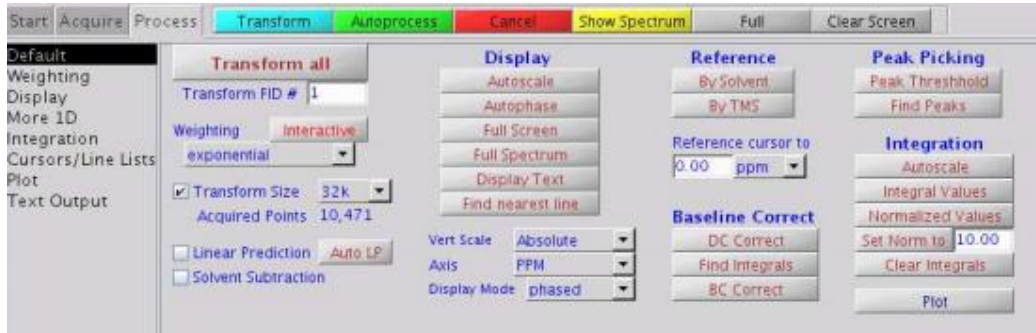 Start Acquire Process Transform Autoprocess Cancel Show Spectrum Full Clear Screen
Default
Weighting
Display
More 1D
Integration
Cursors/Line Lists
Plot
Text Output
Transform all
Transform FID # 1
Weighting Interactive
exponential
Transform Size 32k
Acquired Points 10,471
Linear Prediction Auto LP
Solvent Subtraction
Display
Autoscale
Autophase
Full Screen
Full Spectrum
Display Text
Find nearest line
Vert Scale Absolute
Axis PPM
Display Mode phased
Reference
By Solvent
By TMS
Reference cursor to
0.00 ppm
Baseline Correct
DC Correct
Find Integrals
BC Correct
Peak Picking
Peak Threshhold
Find Peaks
Integration
Autoscale
Integral Values
Normalized Values
Set Norm to 10.00
Clear Integrals
Plot